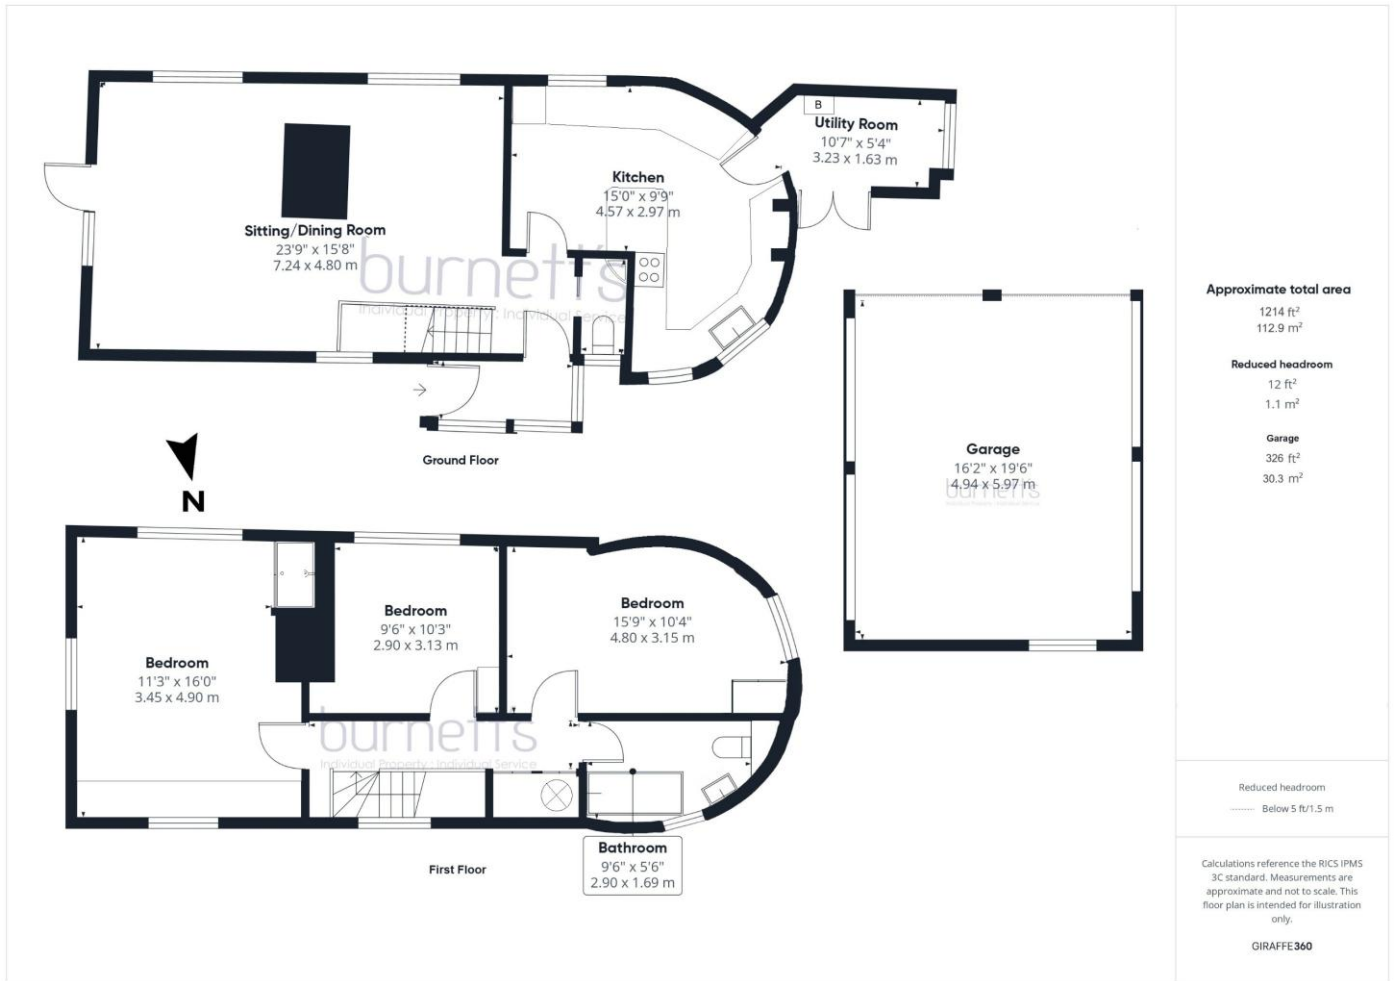 B
Utility Room
10'7" x 5'4"
3.23 x 1.63 m
Kitchen
15'0" x 9'9"
4.57 x 2.97 m
Sitting/Dining Room
23'9" x 15'8"
7.24 x 4.80 m
burnett's
Individual Property : Individual Service
Ground Floor
N
Garage
16'2" x 19'6"
4.94 x 5.97 m
burnett's
Individual Property : Individual Service
Bedroom
11'3" x 16'0"
3.45 x 4.90 m
Bedroom
9'6" x 10'3"
2.90 x 3.13 m
Bedroom
15'9" x 10'4"
4.80 x 3.15 m
burnett's
Individual Property : Individual Service
Bathroom
9'6" x 5'6"
2.90 x 1.69 m
First Floor
Approximate total area
1214 ft²
112.9 m²
Reduced headroom
12 ft²
1.1 m²
Garage
326 ft²
30.3 m²
Reduced headroom
Below 5 ft/1.5 m
Calculations reference the RICS IPMS
3C standard. Measurements are
approximate and not to scale. This
floor plan is intended for illustration
only.
GIRAFFE360